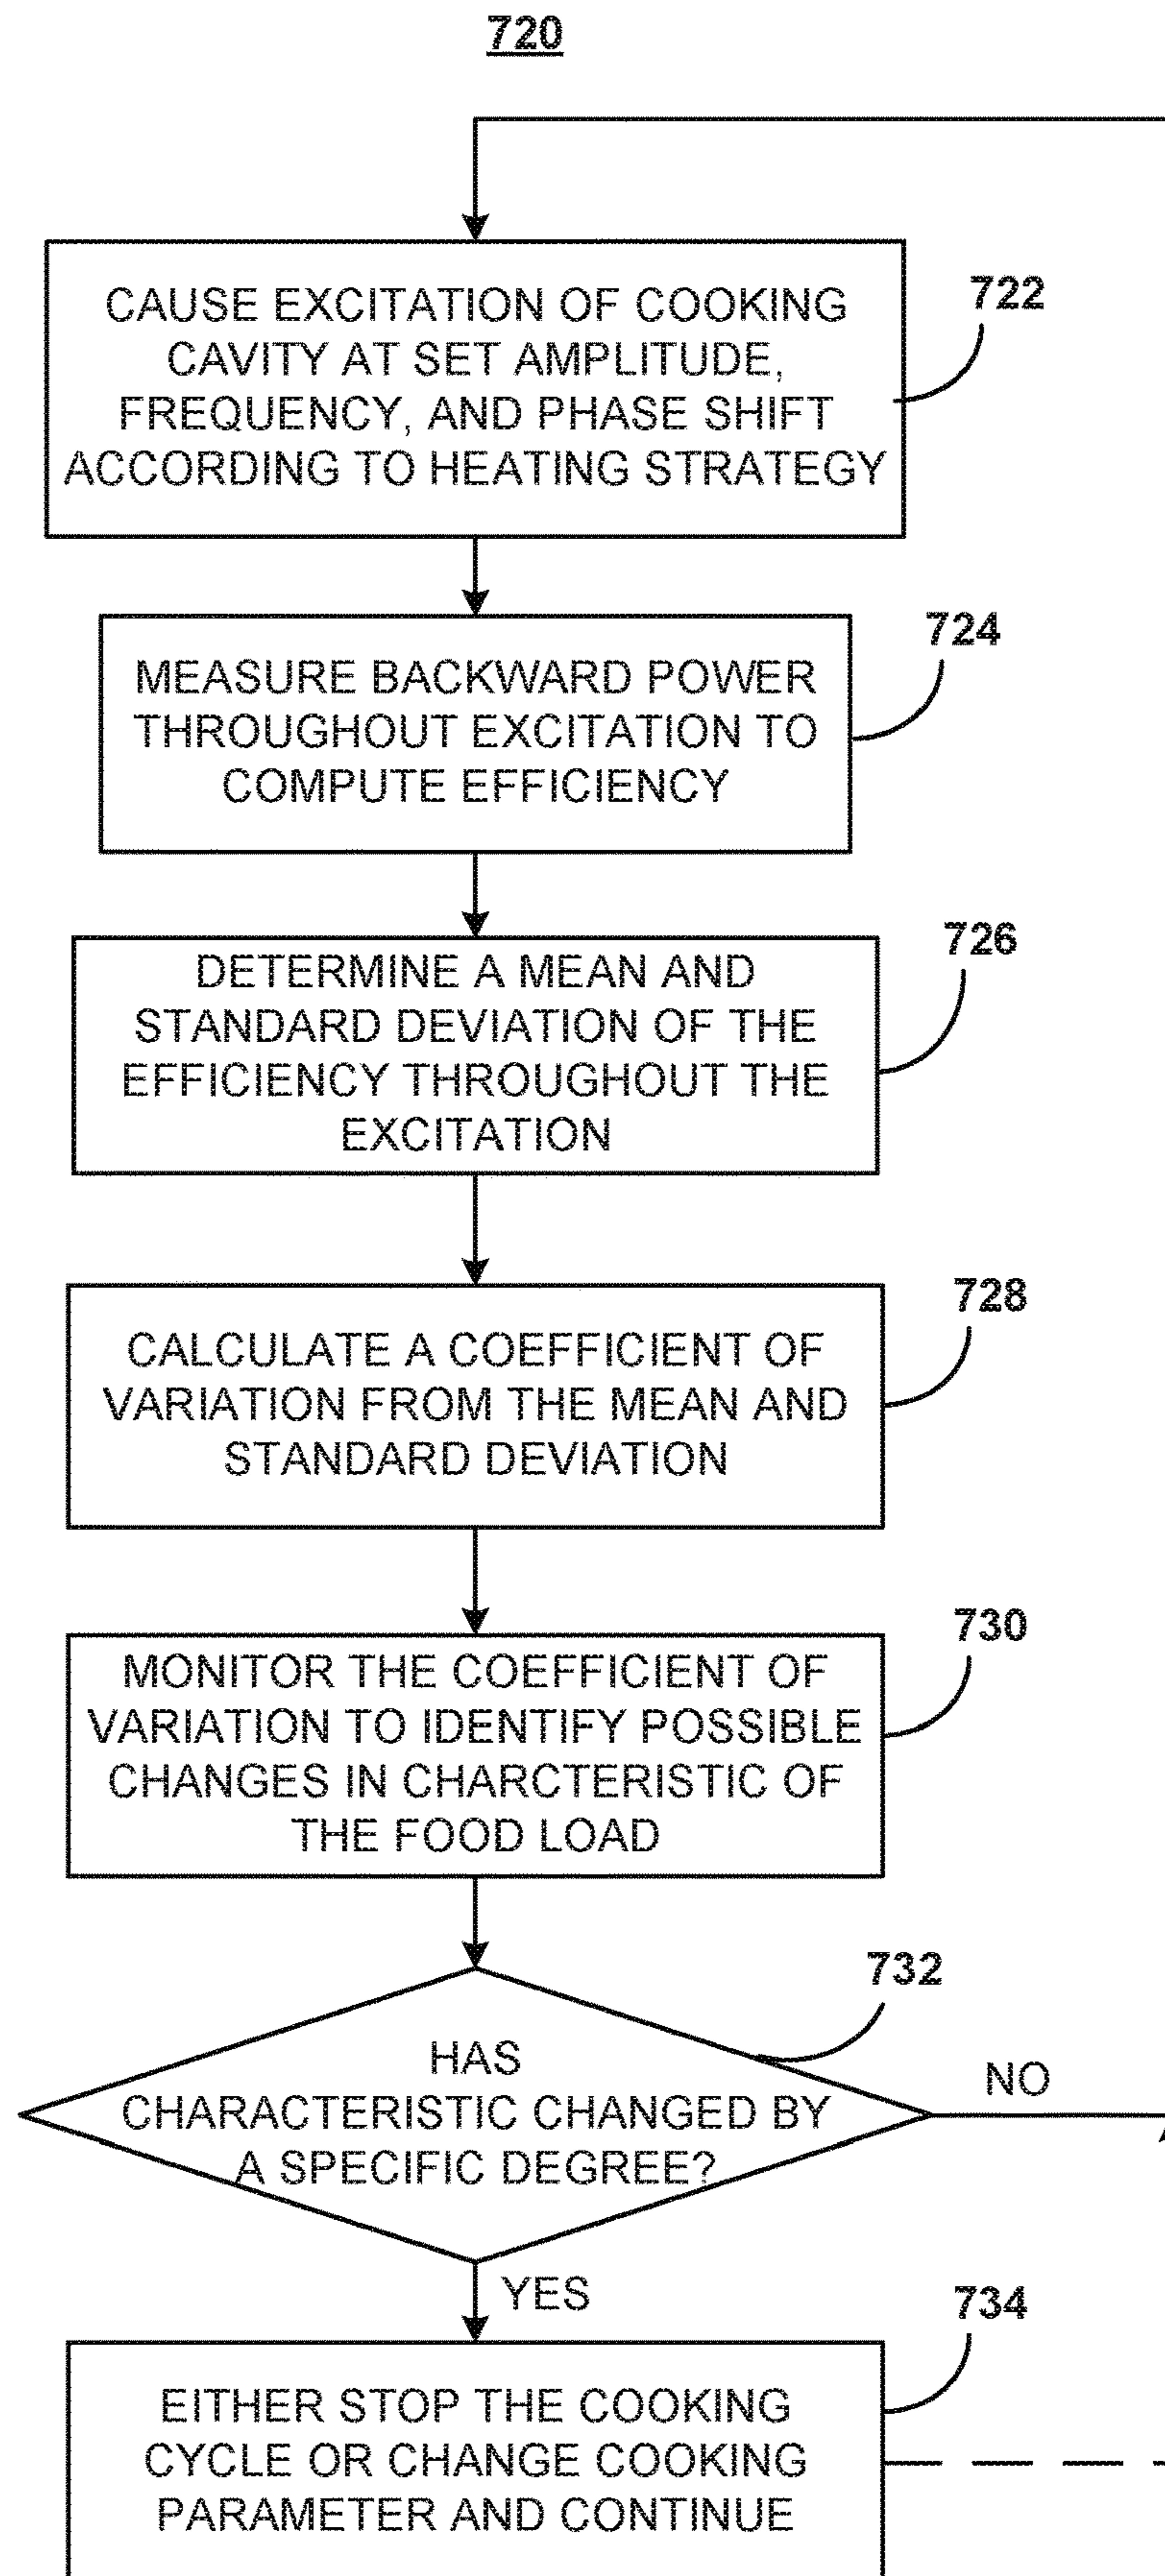 720
CAUSE EXCITATION OF COOKING
CAVITY AT SET AMPLITUDE,
FREQUENCY, AND PHASE SHIFT
ACCORDING TO HEATING STRATEGY
722
MEASURE BACKWARD POWER
THROUGHOUT EXCITATION TO
COMPUTE EFFICIENCY
724
DETERMINE A MEAN AND
STANDARD DEVIATION OF THE
EFFICIENCY THROUGHOUT THE
EXCITATION
726
CALCULATE A COEFFICIENT OF
VARIATION FROM THE MEAN AND
STANDARD DEVIATION
728
MONITOR THE COEFFICIENT OF
VARIATION TO IDENTIFY POSSIBLE
CHANGES IN CHARCTERISTIC OF
THE FOOD LOAD
730
HAS
CHARACTERISTIC CHANGED BY
A SPECIFIC DEGREE?
732
NO
YES
EITHER STOP THE COOKING
CYCLE OR CHANGE COOKING
PARAMETER AND CONTINUE
734